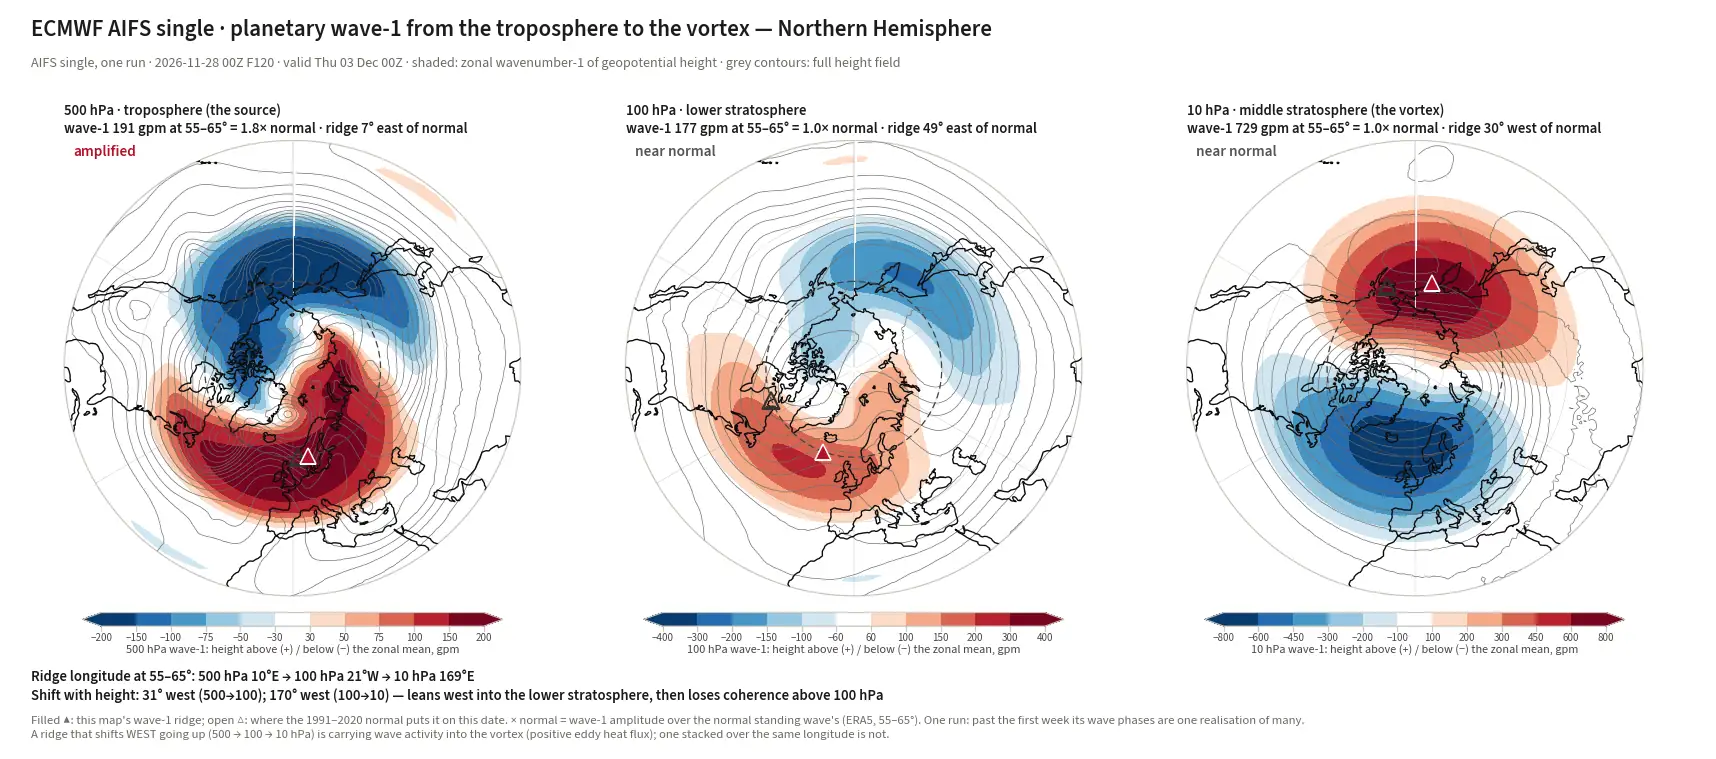 ECMWF AIFS single · planetary wave-1 from the troposphere to the vortex — Northern Hemisphere
AIFS single, one run · 2026-11-28 00Z F120 · valid Thu 03 Dec 00Z · shaded: zonal wavenumber-1 of geopotential height · grey contours: full height field
500 hPa · troposphere (the source)
wave-1 191 gpm at 55–65° = 1.8× normal · ridge 7° east of normal
amplified
100 hPa · lower stratosphere
wave-1 177 gpm at 55–65° = 1.0× normal · ridge 49° east of normal
near normal
10 hPa · middle stratosphere (the vortex)
wave-1 729 gpm at 55–65° = 1.0× normal · ridge 30° west of normal
near normal
−200 −150 −100 −75 −50 −30 30 50 75 100 150 200
500 hPa wave-1: height above (+) / below (−) the zonal mean, gpm
−400 −300 −200 −150 −100 −60 60 100 150 200 300 400
100 hPa wave-1: height above (+) / below (−) the zonal mean, gpm
−800 −600 −450 −300 −200 −100 100 200 300 450 600 800
10 hPa wave-1: height above (+) / below (−) the zonal mean, gpm
Ridge longitude at 55–65°: 500 hPa 10°E → 100 hPa 21°W → 10 hPa 169°E
Shift with height: 31° west (500→100); 170° west (100→10) — leans west into the lower stratosphere, then loses coherence above 100 hPa
Filled ▲: this map's wave-1 ridge; open △: where the 1991–2020 normal puts it on this date. × normal = wave-1 amplitude over the normal standing wave's (ERA5, 55–65°). One run: past the first week its wave phases are one realisation of many.
A ridge that shifts WEST going up (500 → 100 → 10 hPa) is carrying wave activity into the vortex (positive eddy heat flux); one stacked over the same longitude is not.